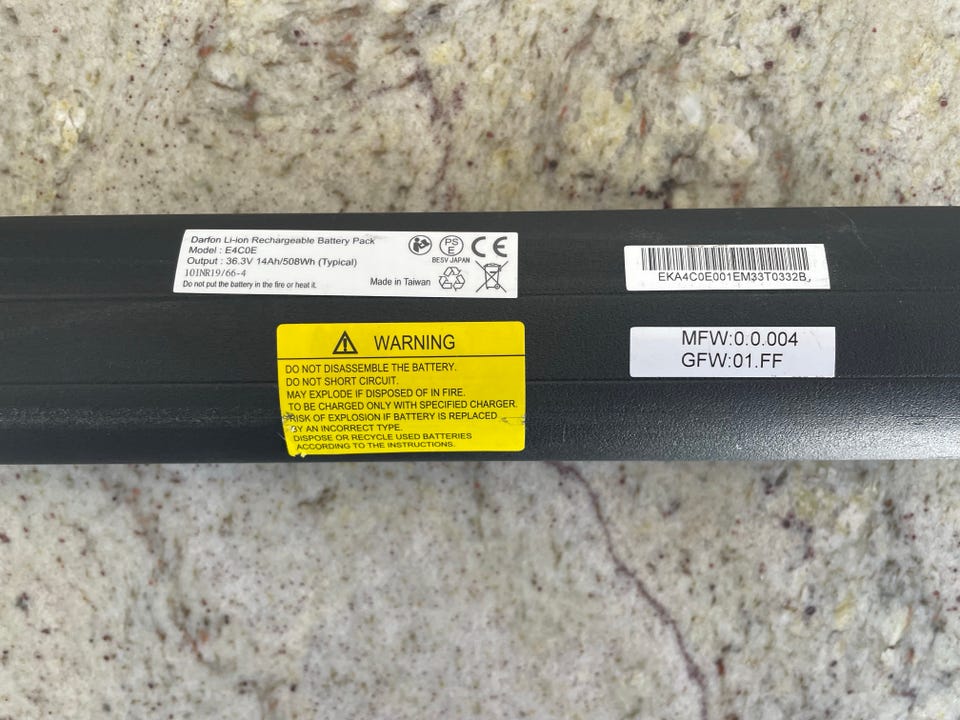 Darfon Li-ion Rechargeable Battery Pack
Model : E4C0E
Output : 36.3V 14Ah/508Wh (Typical)
10INR19/66-4
Do not put the battery in the fire or heat it.
PS
E
CE
BESV JAPAN
Made in Taiwan
EKA4C0E001EM33T0332B
MFW:0.0.004
GFW:01.FF
WARNING
DO NOT DISASSEMBLE THE BATTERY.
DO NOT SHORT CIRCUIT.
MAY EXPLODE IF DISPOSED OF IN FIRE.
TO BE CHARGED ONLY WITH SPECIFIED CHARGER.
RISK OF EXPLOSION IF BATTERY IS REPLACED
BY AN INCORRECT TYPE.
DISPOSE OR RECYCLE USED BATTERIES
ACCORDING TO THE INSTRUCTIONS.